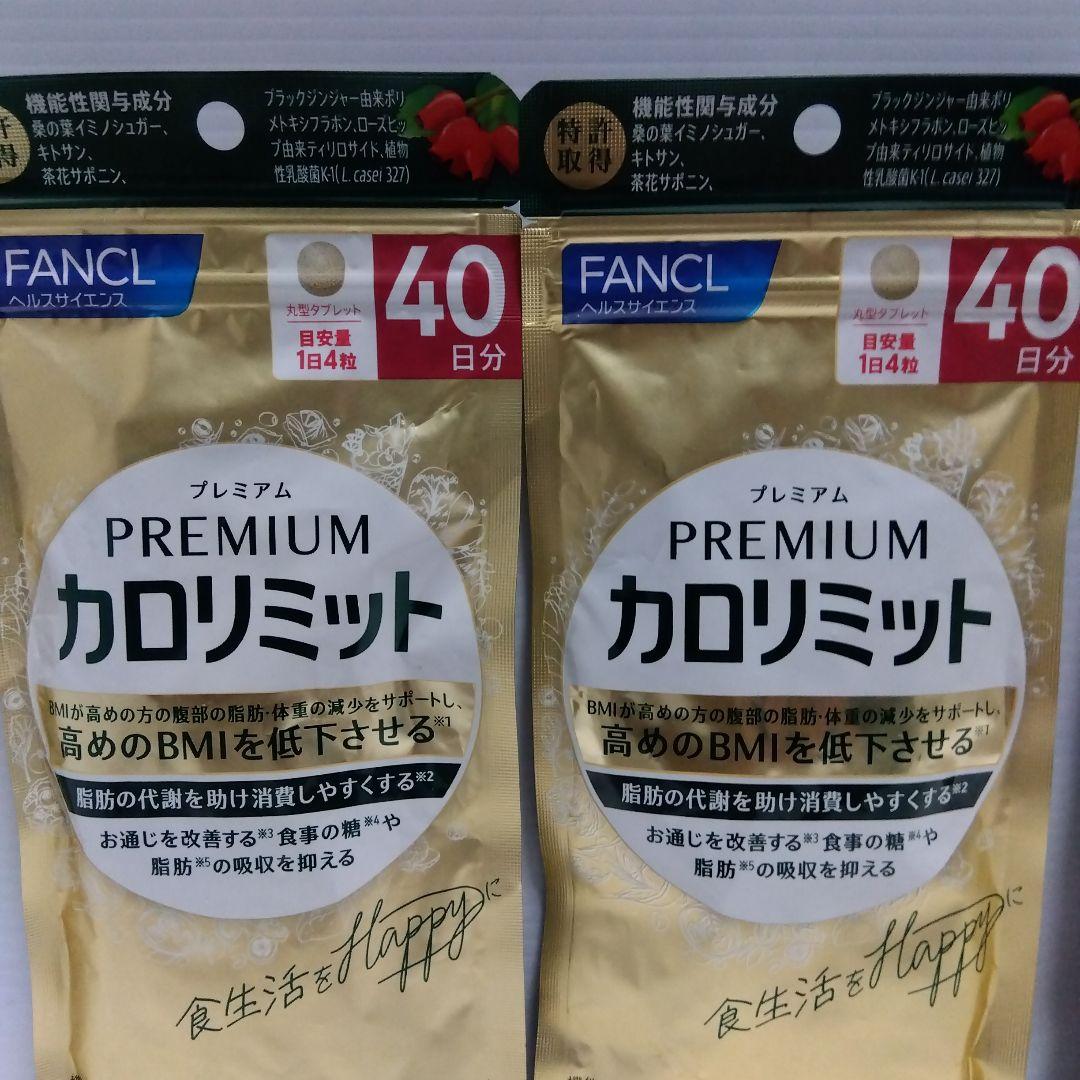 許
得
機能性関与成分
桑の葉イミノシュガー、
キトサン、
茶花サポニン、
ブラックジンジャー由来ポリ
メトキシフラボン、ローズヒッ
プ由来ティリロサイド、植物
性乳酸菌K-1(L. casei 327)
FANCL
ヘルスサイエンス
丸型タブレット
目安量
1日4粒
40
日分
プレミアム
PREMIUM
カロリミット
BMIが高めの方の腹部の脂肪・体重の減少をサポートし、
高めのBMIを低下させる※1
脂肪の代謝を助け消費しやすくする※2
お通じを改善する※3食事の糖※4や
脂肪※5の吸収を抑える
食生活をHappyに
特許
取得
機能性関与成分
桑の葉イミノシュガー、
キトサン、
茶花サポニン、
ブラックジンジャー由来ポリ
メトキシフラボン、ローズヒッ
プ由来ティリロサイド、植物
性乳酸菌K-1(L. casei 327)
FANCL
ヘルスサイエンス
丸型タブレット
目安量
1日4粒
40
日分
プレミアム
PREMIUM
カロリミット
BMIが高めの方の腹部の脂肪・体重の減少をサポートし、
高めのBMIを低下させる※1
脂肪の代謝を助け消費しやすくする※2
お通じを改善する※3食事の糖※4や
脂肪※5の吸収を抑える
食生活をHappyに